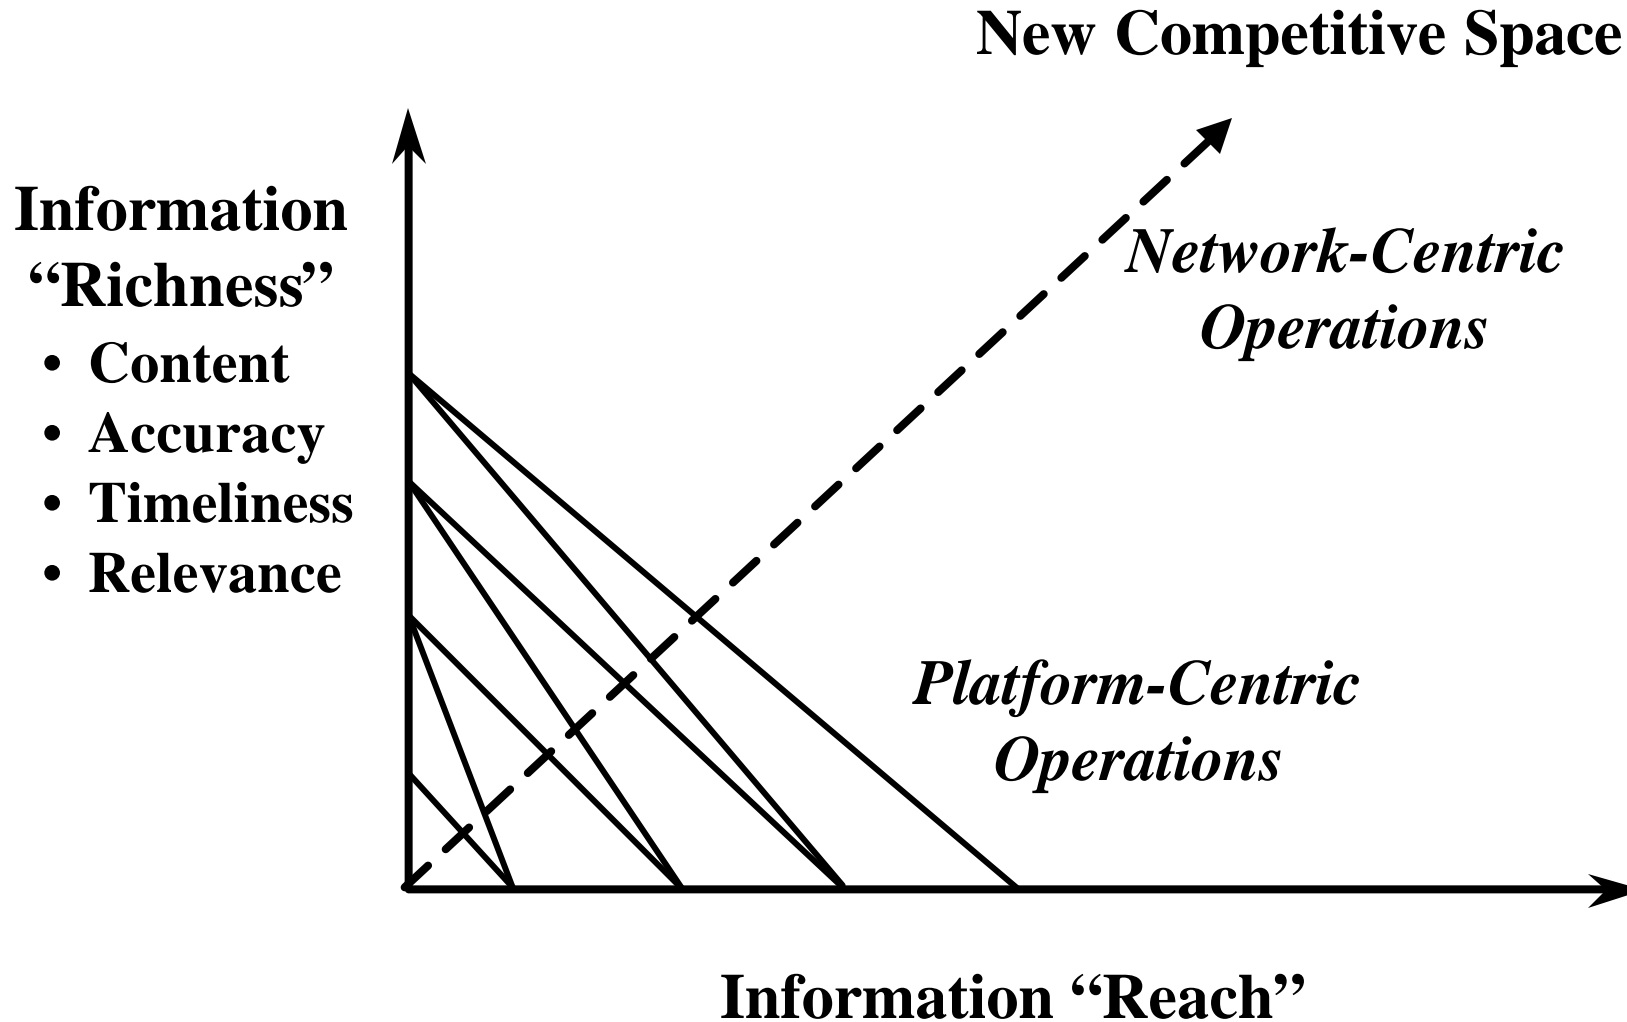 New Competitive Space
Information
“Richness”
• Content
• Accuracy
• Timeliness
• Relevance
Network-Centric
Operations
Platform-Centric
Operations
Information “Reach”